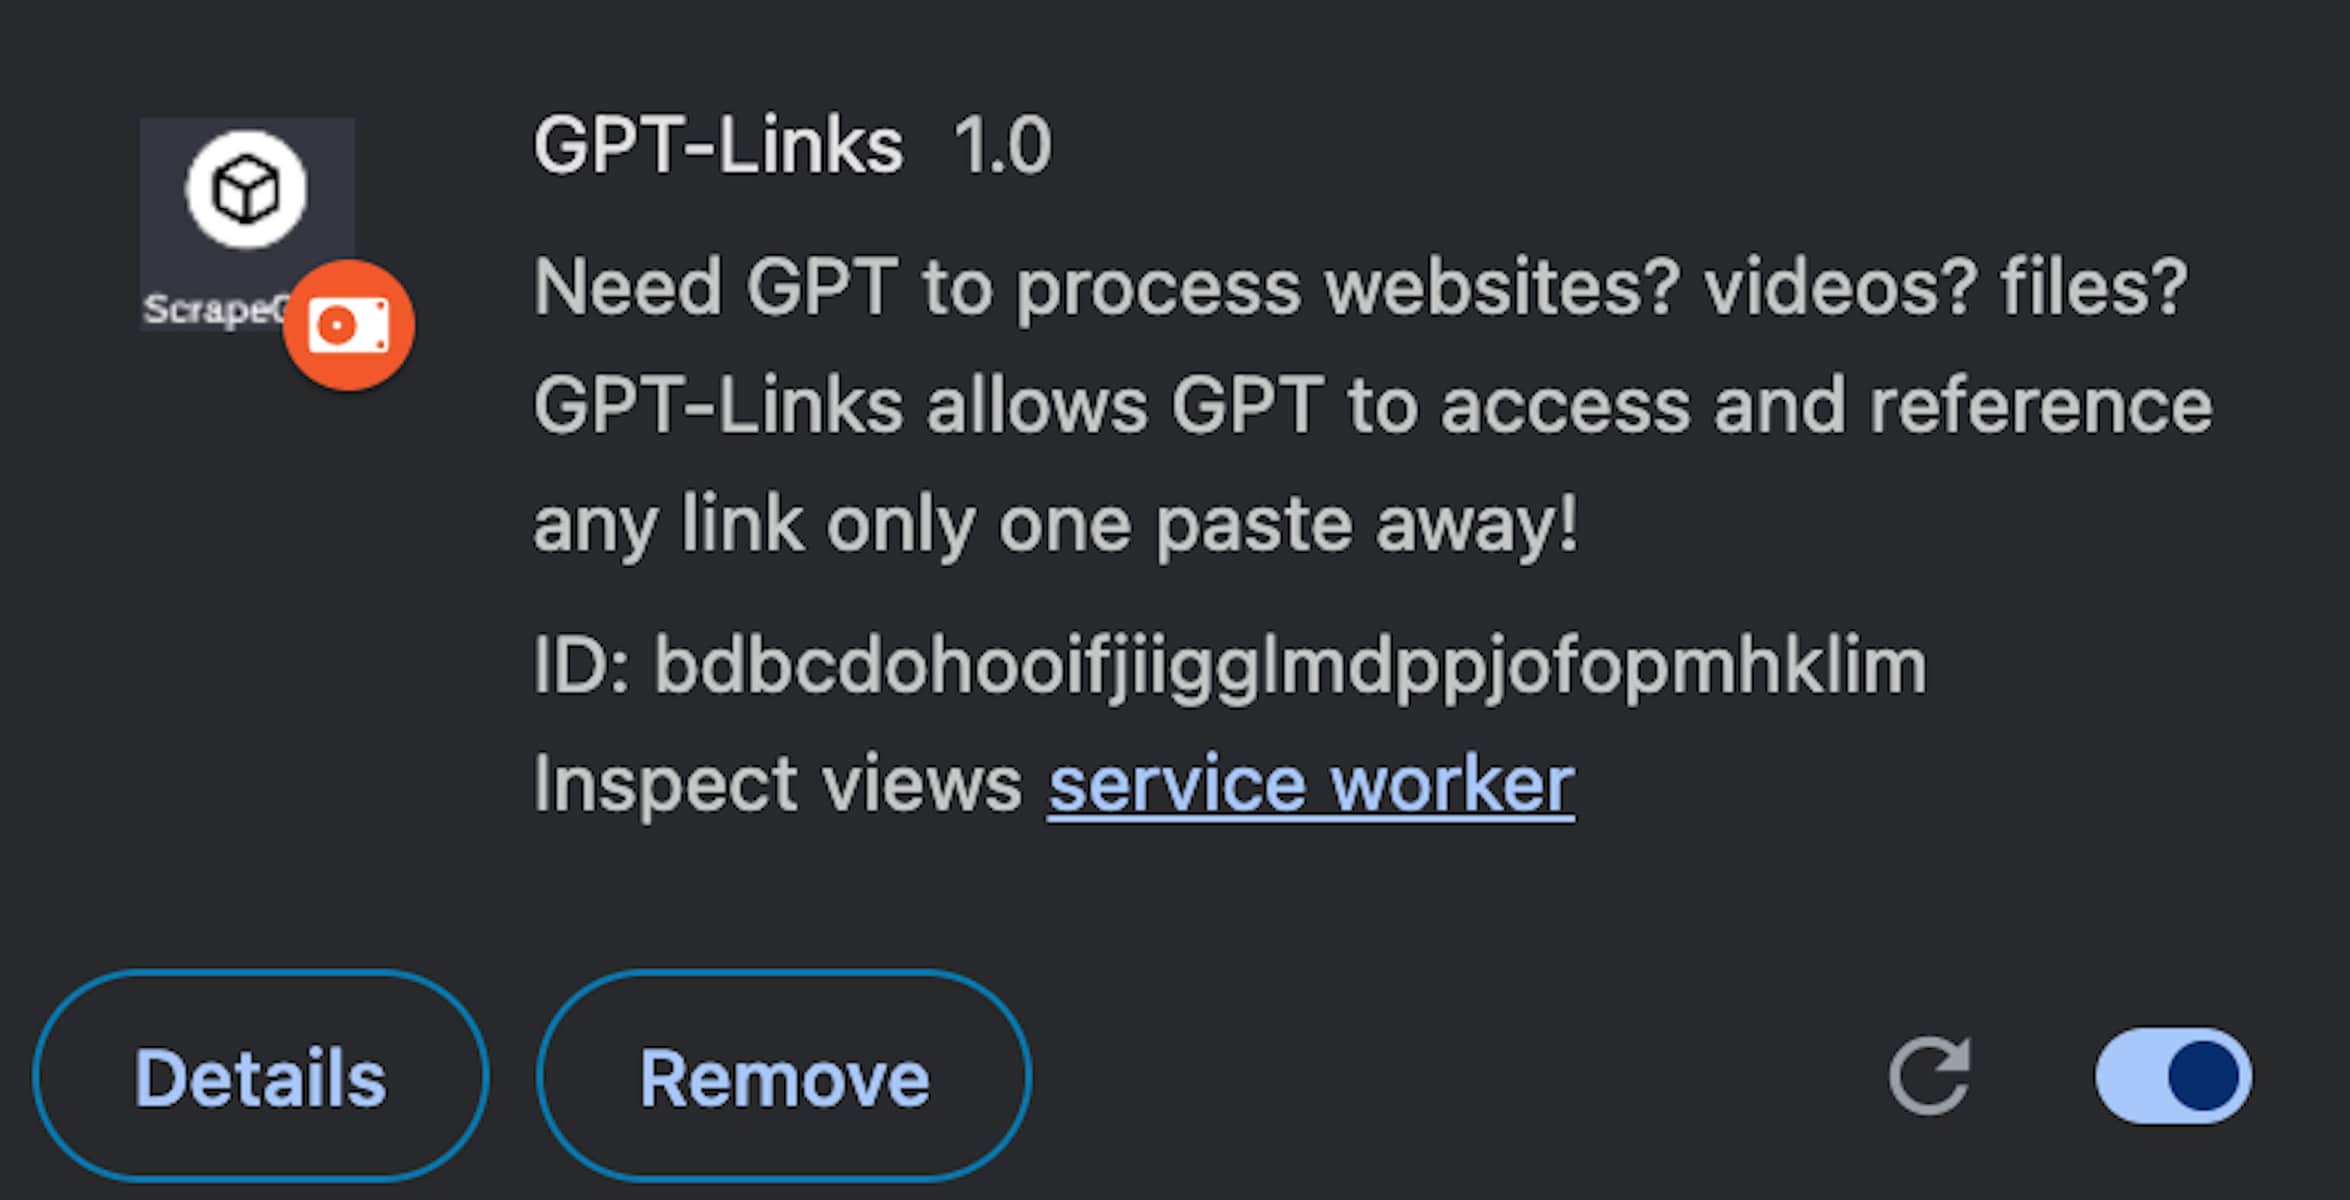 GPT-Links 1.0
Need GPT to process websites? videos? files?
GPT-Links allows GPT to access and reference
any link only one paste away!
ID: bdbcdohooifjiigglmdppjofopmhklim
Inspect views service worker
Details
Remove